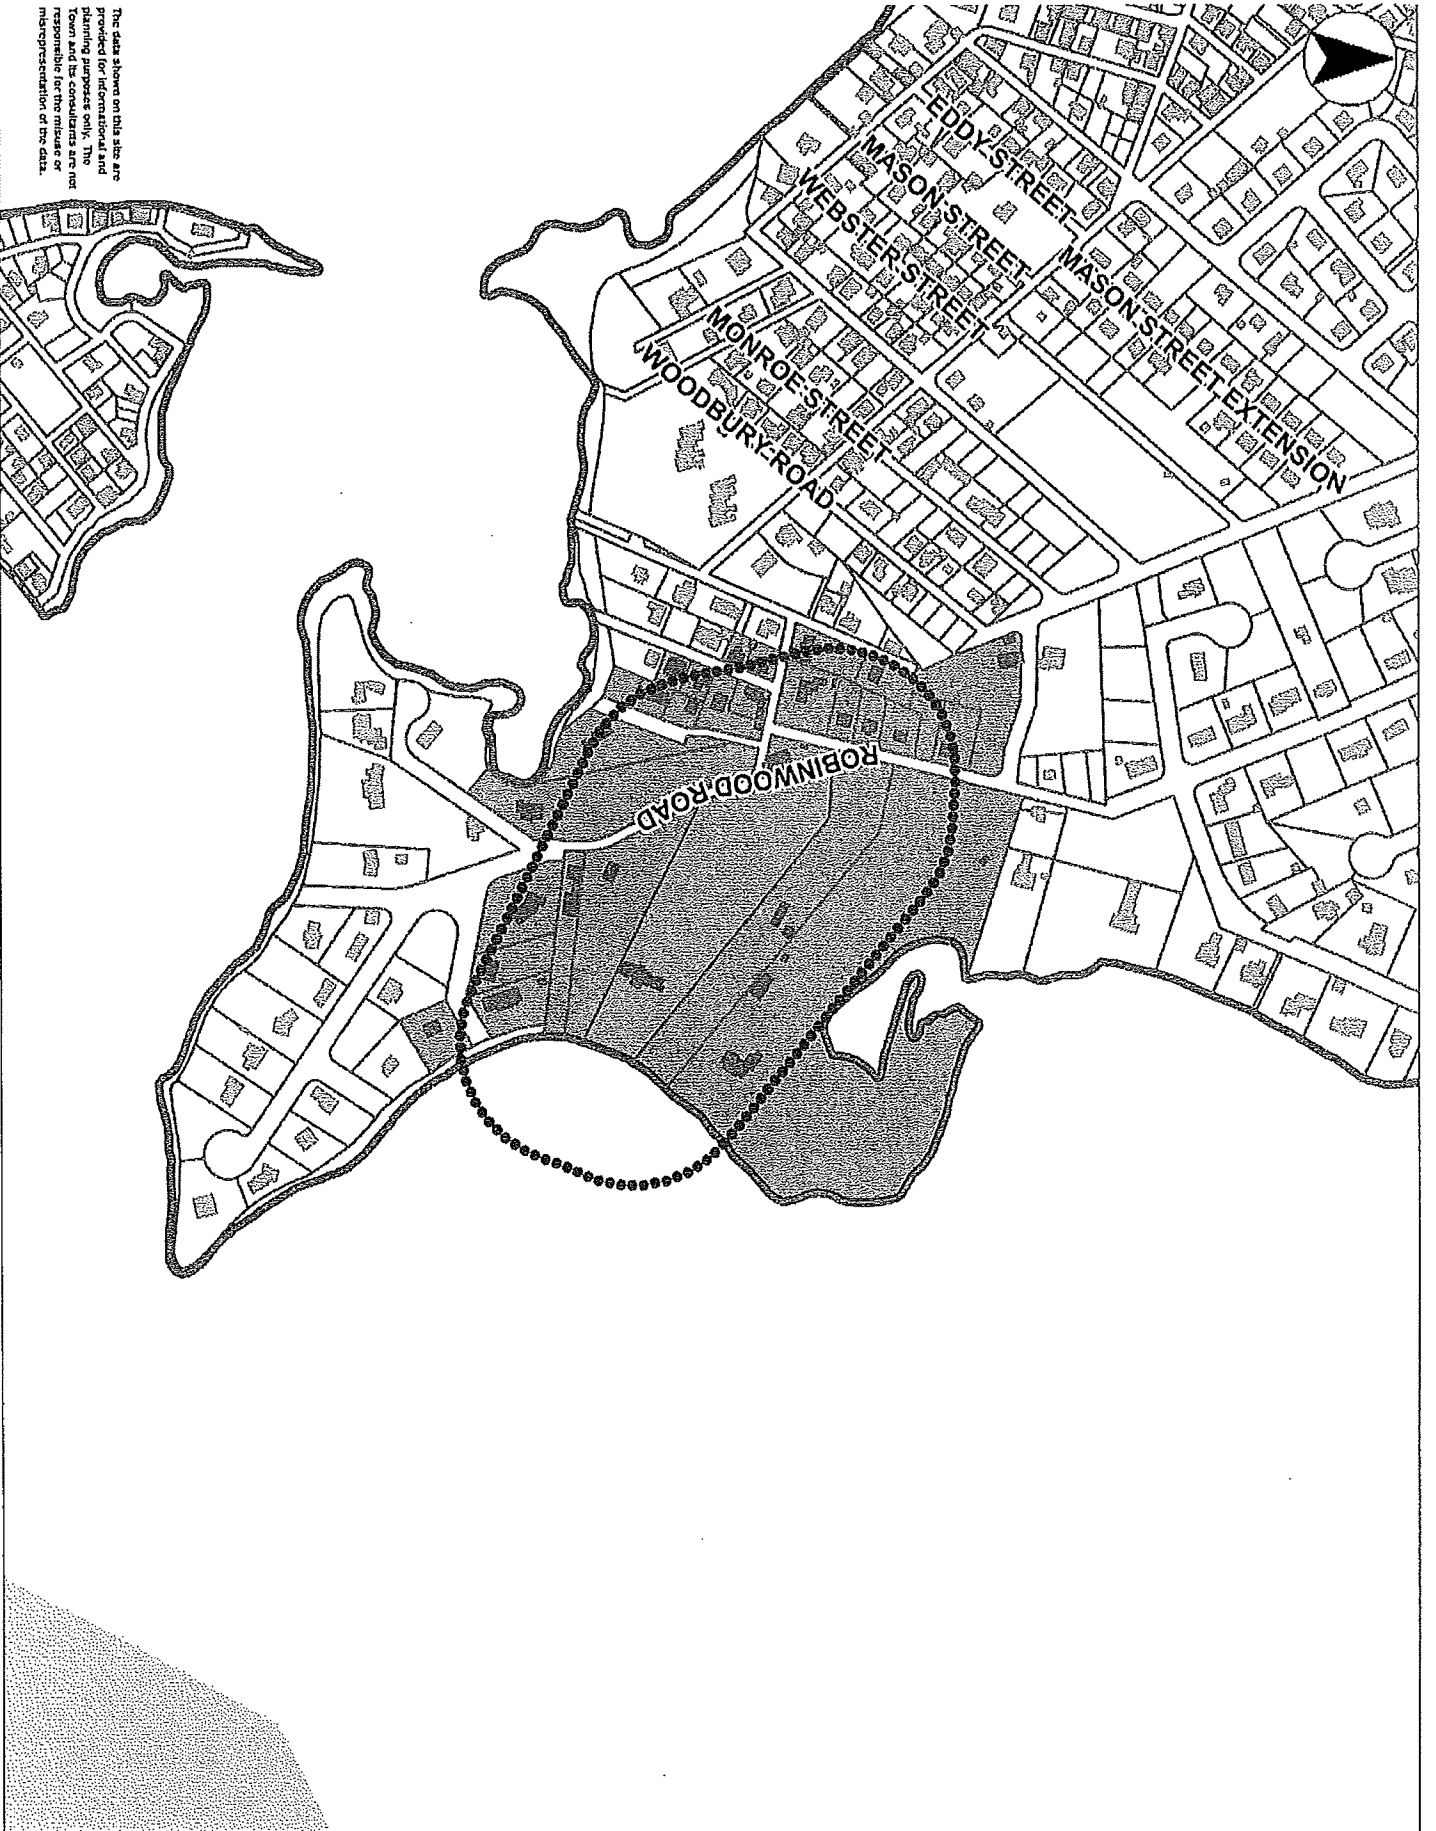 The data shown on this site are
provided for informational and
planning purposes only. The
Town and its consultants are not
responsible for the misuse or
misrepresentation of the data.
EDDY STREET
MASON STREET
WEBSTER STREET
MASON STREET EXTENSION
MONROE STREET
WOODBURY ROAD
ROBINWOOD ROAD